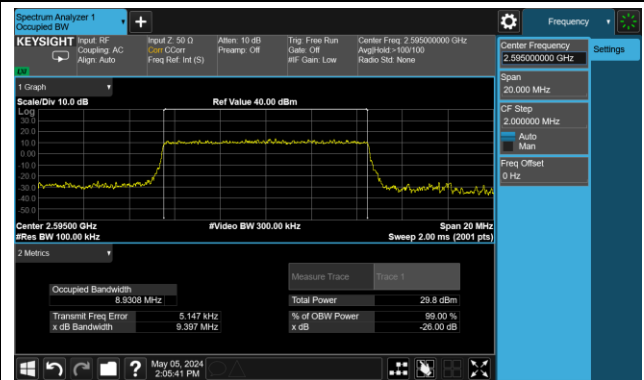 Spectrum Analyzer 1
Occupied BW
Frequency
KEYSIGHT
Input: RF
Coupling: AC
Align: Auto
Input Z: 50 Ω
Corr CCorr
Freq Ref: Int (S)
Atten: 10 dB
Preamp: Off
Trig: Free Run
Gate: Off
#IF Gain: Low
Center Freq: 2.595000000 GHz
Avg|Hold:>100/100
Radio Std: None
Center Frequency
2.595000000 GHz
Settings
Span
20.000 MHz
CF Step
2.000000 MHz
Auto
Man
Freq Offset
0 Hz
1 Graph
Scale/Div 10.0 dB
Ref Value 40.00 dBm
Log
30.0
20.0
10.0
0.00
-10.0
-20.0
-30.0
-40.0
-50.0
Center 2.59500 GHz
#Video BW 300.00 kHz
Span 20 MHz
#Res BW 100.00 kHz
Sweep 2.00 ms (2001 pts)
2 Metrics
Measure Trace
Trace 1
Occupied Bandwidth
8.9308 MHz
Total Power
29.8 dBm
Transmit Freq Error
5.147 kHz
% of OBW Power
99.00 %
x dB Bandwidth
9.397 MHz
x dB
-26.00 dB
?
May 05, 2024
2:05:41 PM